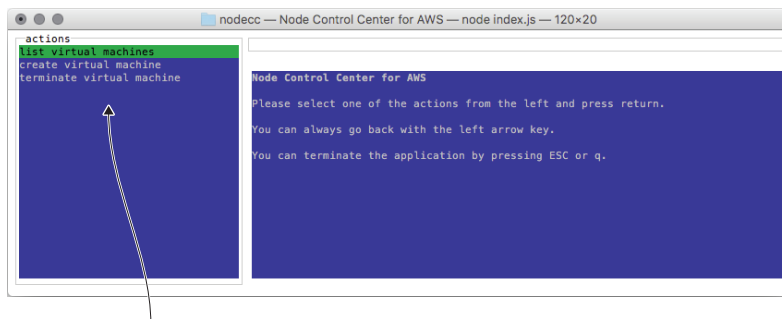 nodecc — Node Control Center for AWS — node index.js — 120×20
actions
list virtual machines
create virtual machine
terminate virtual machine
Node Control Center for AWS
Please select one of the actions from the left and press return.
You can always go back with the left arrow key.
You can terminate the application by pressing ESC or q.